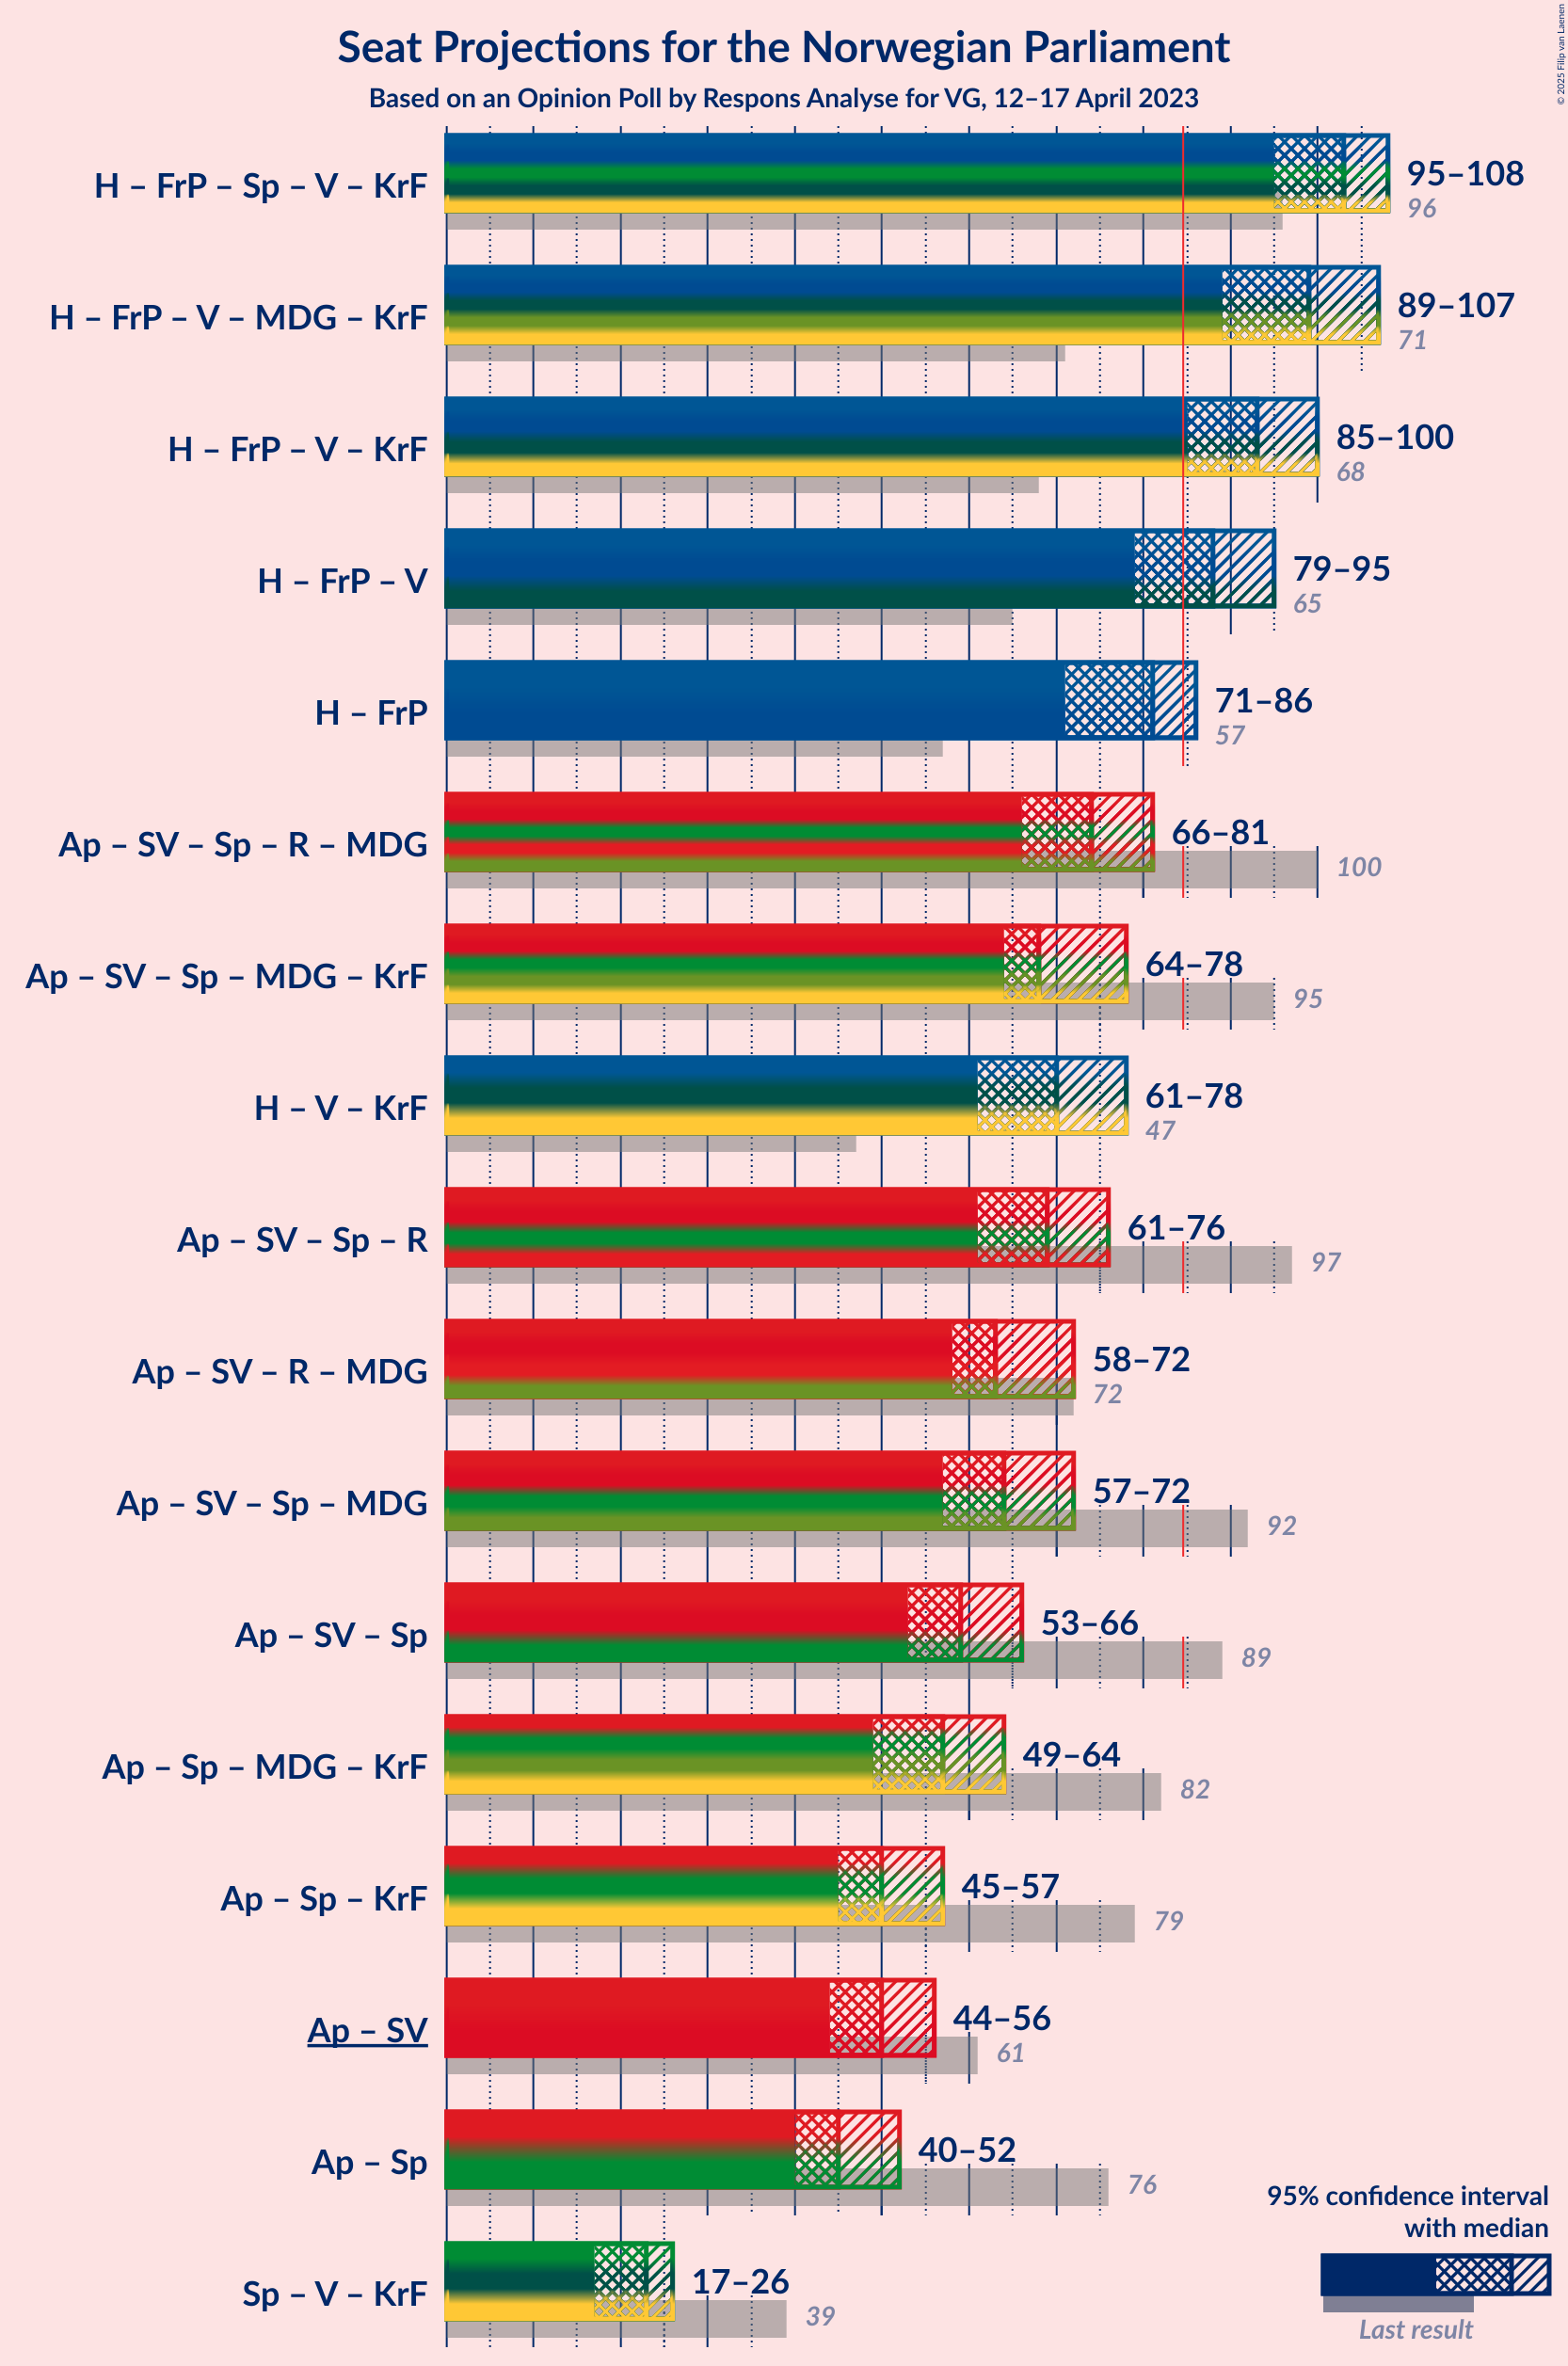 Seat Projections for the Norwegian Parliament
Based on an Opinion Poll by Respons Analyse for VG, 12–17 April 2023
© 2025 Filip van Laenen
H – FrP – Sp – V – KrF
95–108
96
H – FrP – V – MDG – KrF
89–107
71
H – FrP – V – KrF
85–100
68
H – FrP – V
79–95
65
H – FrP
71–86
57
Ap – SV – Sp – R – MDG
66–81
100
Ap – SV – Sp – MDG – KrF
64–78
95
H – V – KrF
61–78
47
Ap – SV – Sp – R
61–76
97
Ap – SV – R – MDG
58–72
72
Ap – SV – Sp – MDG
57–72
92
Ap – SV – Sp
53–66
89
Ap – Sp – MDG – KrF
49–64
82
Ap – Sp – KrF
45–57
79
Ap – SV
44–56
61
Ap – Sp
40–52
76
Sp – V – KrF
17–26
39
95% confidence interval
with median
Last result